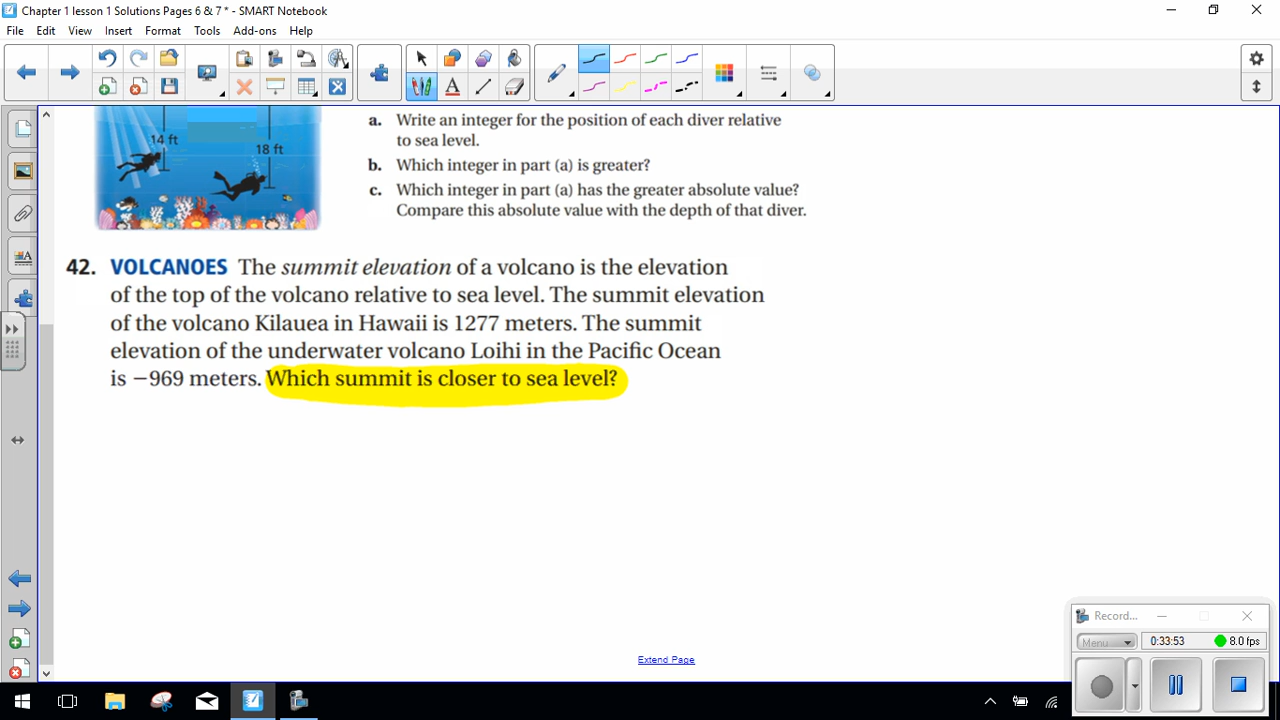 Chapter 1 lesson 1 Solutions Pages 6 & 7 * - SMART Notebook
File Edit View Insert Format Tools Add-ons Help
14 ft
18 ft
a. Write an integer for the position of each diver relative
to sea level.
b. Which integer in part (a) is greater?
c. Which integer in part (a) has the greater absolute value?
Compare this absolute value with the depth of that diver.
42. VOLCANOES The summit elevation of a volcano is the elevation
of the top of the volcano relative to sea level. The summit elevation
of the volcano Kilauea in Hawaii is 1277 meters. The summit
elevation of the underwater volcano Loihi in the Pacific Ocean
is −969 meters. Which summit is closer to sea level?
Extend Page
Record...
Menu
0:33:53
8.0 fps